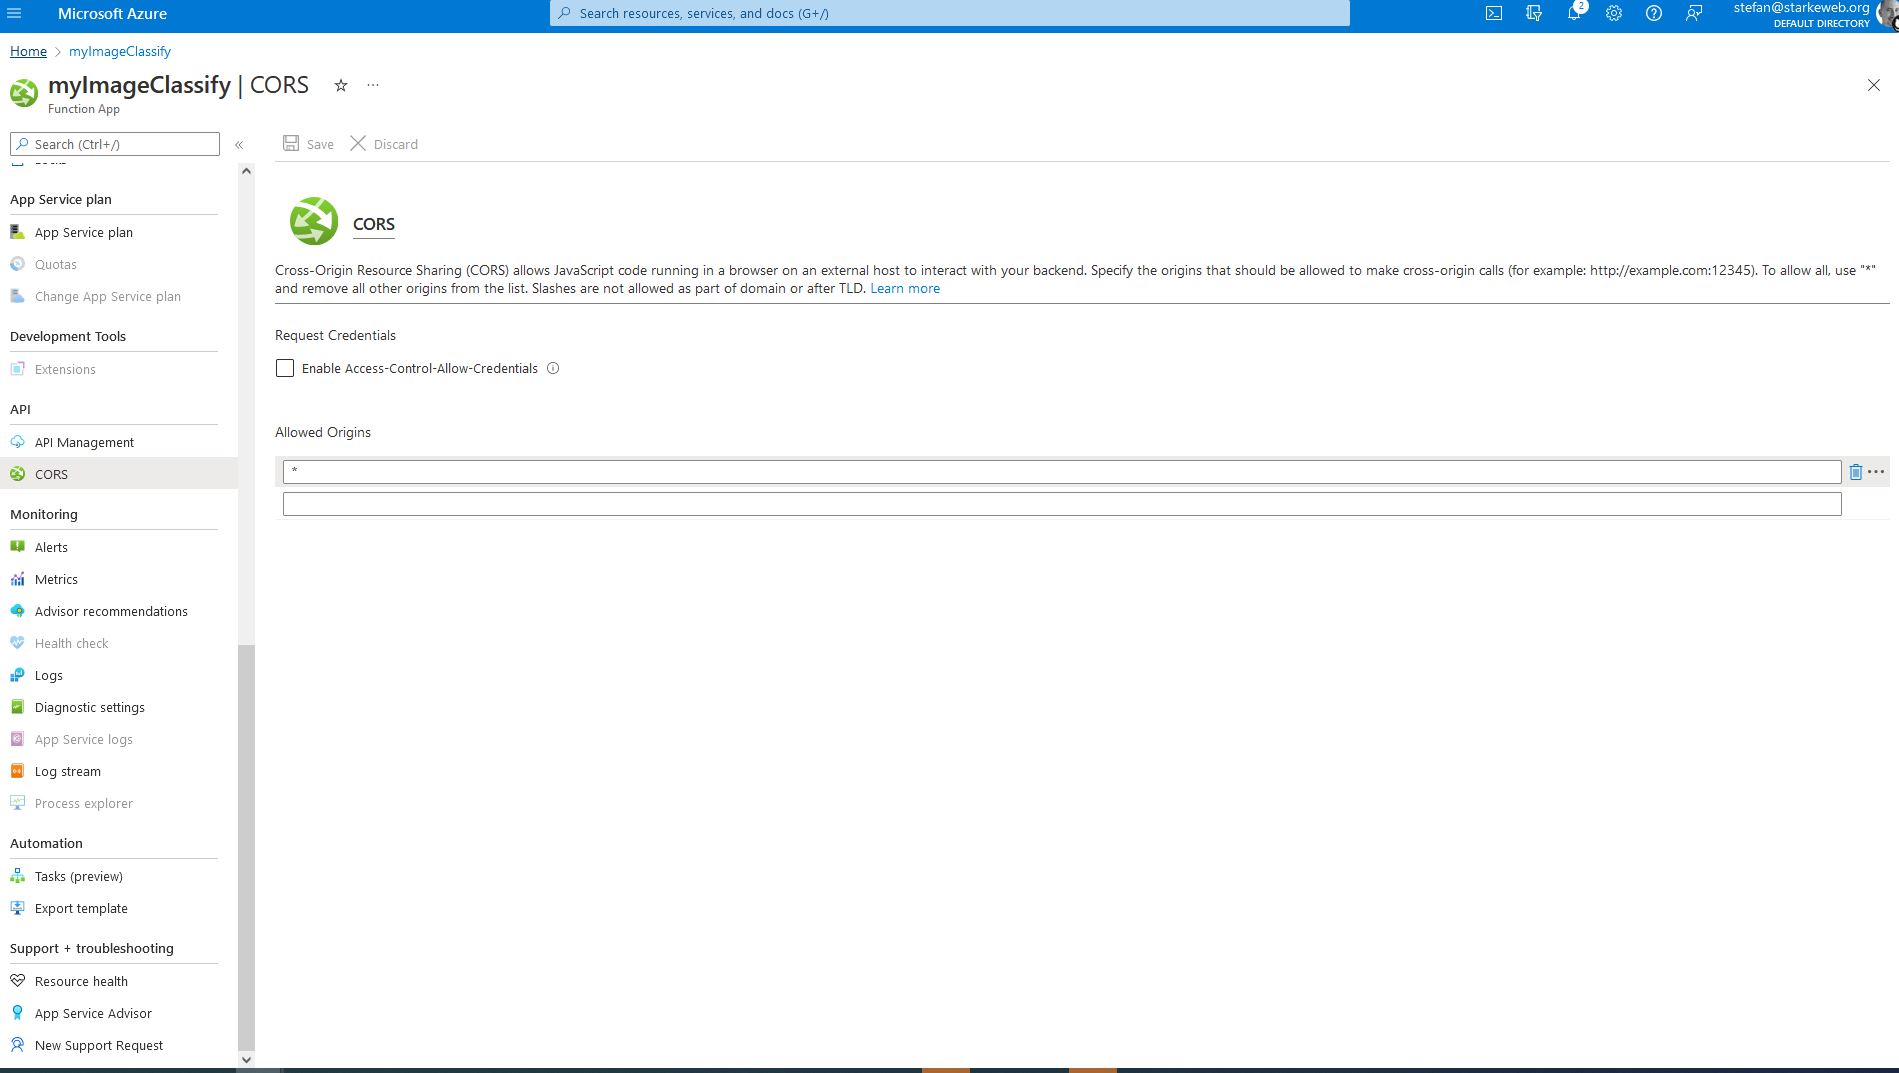 Microsoft Azure
Search resources, services, and docs (G+/)
2
stefan@starkeweb.org
DEFAULT DIRECTORY
Home > myImageClassify
myImageClassify | CORS
Function App
Search (Ctrl+/)
Save
Discard
App Service plan
App Service plan
Quotas
Change App Service plan
Development Tools
Extensions
API
API Management
CORS
Monitoring
Alerts
Metrics
Advisor recommendations
Health check
Logs
Diagnostic settings
App Service logs
Log stream
Process explorer
Automation
Tasks (preview)
Export template
Support + troubleshooting
Resource health
App Service Advisor
New Support Request
CORS
Cross-Origin Resource Sharing (CORS) allows JavaScript code running in a browser on an external host to interact with your backend. Specify the origins that should be allowed to make cross-origin calls (for example: http://example.com:12345). To allow all, use "*"
and remove all other origins from the list. Slashes are not allowed as part of domain or after TLD. Learn more
Request Credentials
Enable Access-Control-Allow-Credentials
Allowed Origins
*